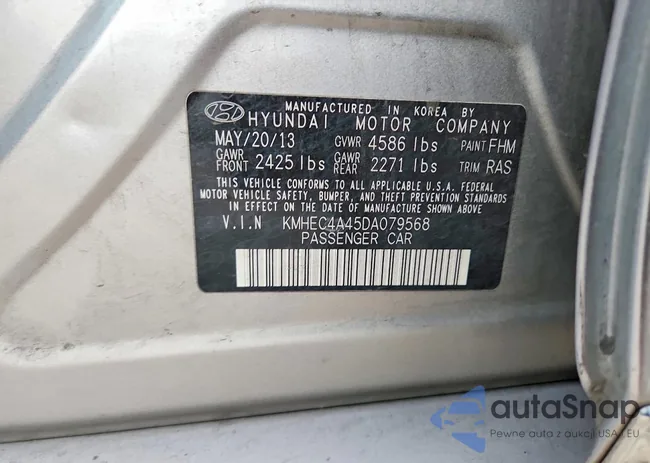 MANUFACTURED IN KOREA BY
HYUNDAI MOTOR COMPANY
MAY/20/13 GVWR 4586 lbs PAINT FHM
GAWR FRONT 2425 lbs GAWR REAR 2271 lbs TRIM RAS
THIS VEHICLE CONFORMS TO ALL APPLICABLE U.S.A. FEDERAL
MOTOR VEHICLE SAFETY, BUMPER, AND THEFT PREVENTION STANDARDS
IN EFFECT ON THE DATE OF MANUFACTURE SHOWN ABOVE.
V.I.N KMHEC4A45DA079568
PASSENGER CAR
autaSnap
Pewne auta z aukcji USA i EU